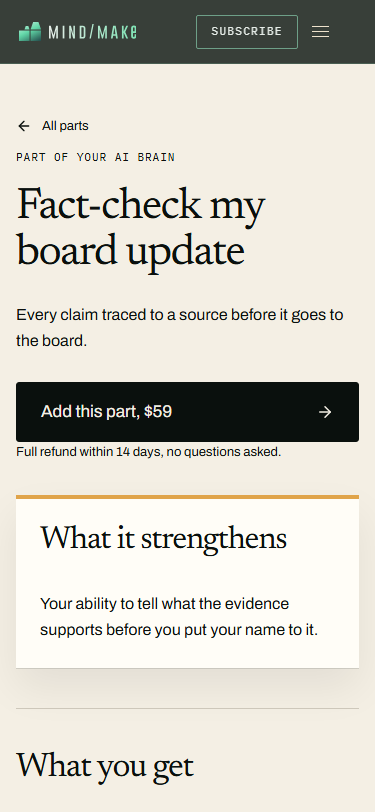 MIND/MAKE
SUBSCRIBE
All parts
PART OF YOUR AI BRAIN
Fact-check my
board update
Every claim traced to a source before it goes to
the board.
Add this part, $59
Full refund within 14 days, no questions asked.
What it strengthens
Your ability to tell what the evidence
supports before you put your name to it.
What you get